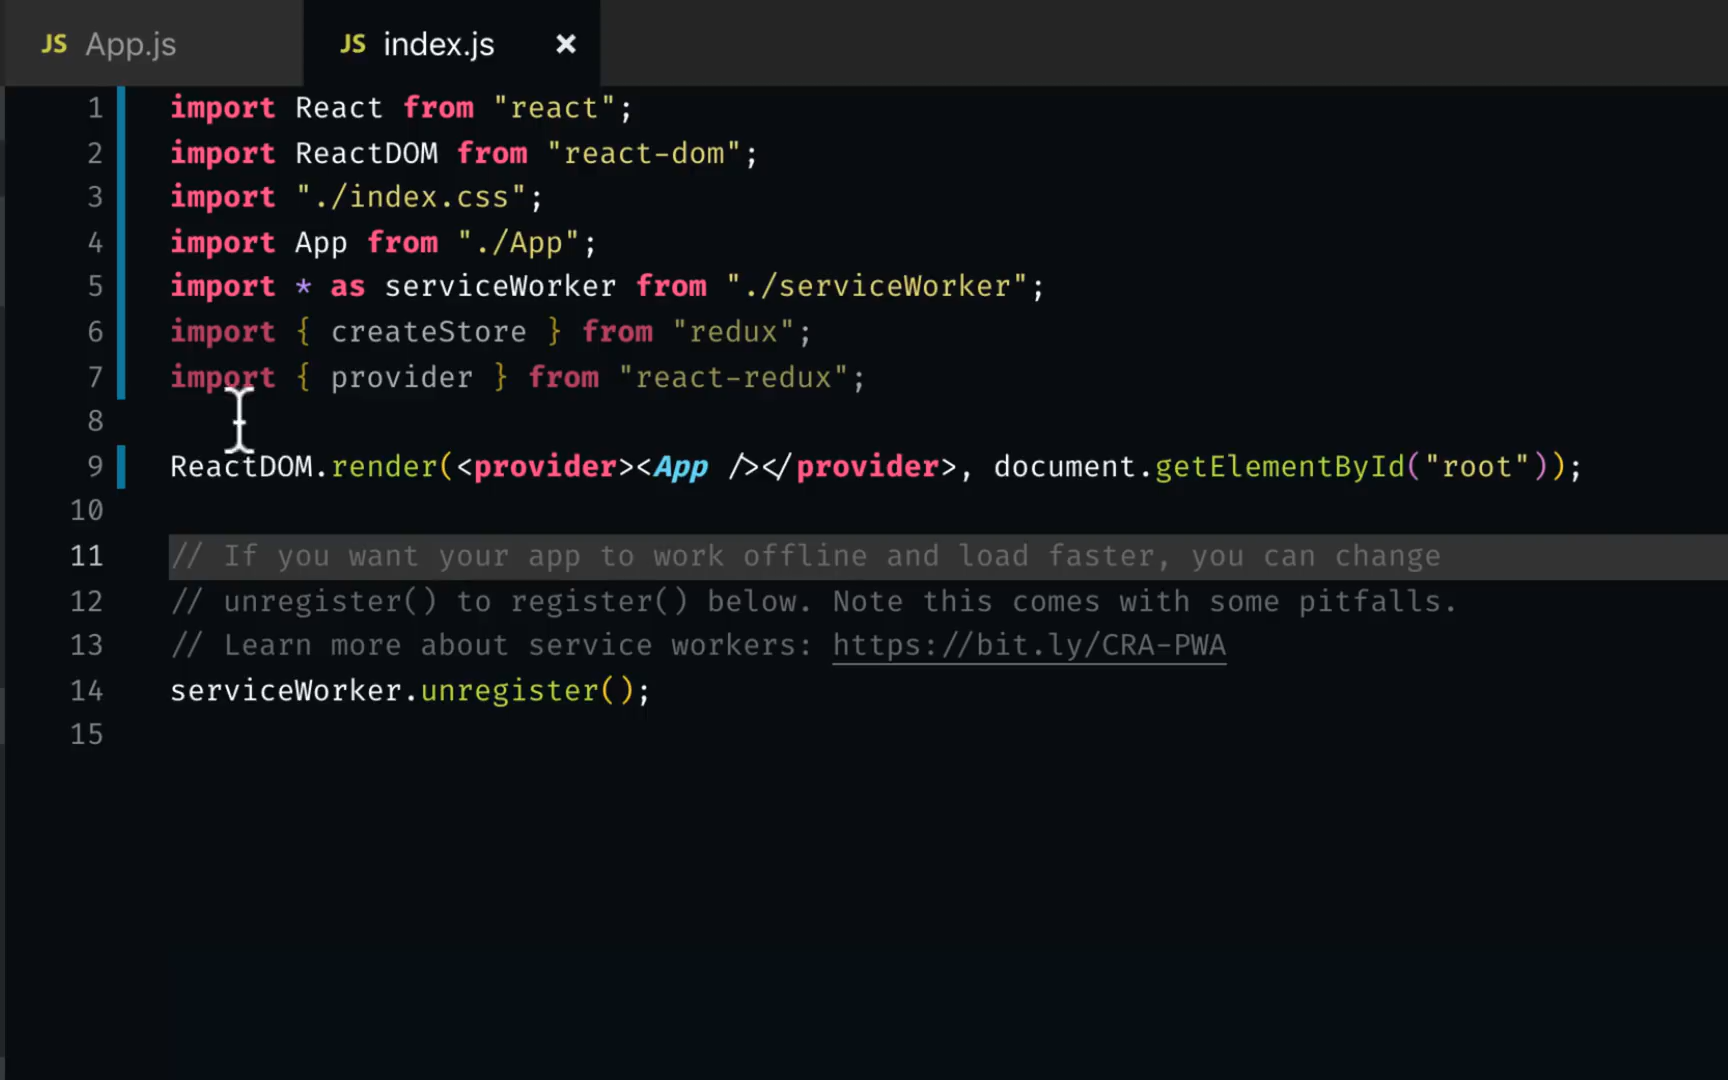 JS App.js
JS index.js ×
1 import React from "react";
2 import ReactDOM from "react-dom";
3 import "./index.css";
4 import App from "./App";
5 import * as serviceWorker from "./serviceWorker";
6 import { createStore } from "redux";
7 import { provider } from "react-redux";
8
9 ReactDOM.render(<provider><App /></provider>, document.getElementById("root"));
10
11 // If you want your app to work offline and load faster, you can change
12 // unregister() to register() below. Note this comes with some pitfalls.
13 // Learn more about service workers: https://bit.ly/CRA-PWA
14 serviceWorker.unregister();
15